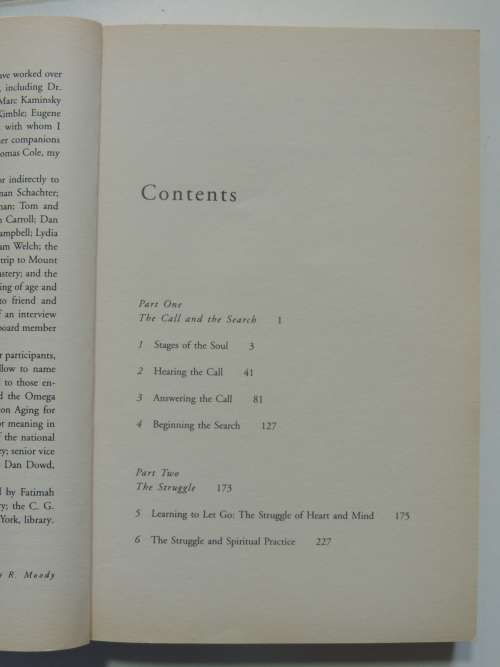 ave worked over
, including Dr.
Marc Kaminsky
Kimble; Eugene
with whom I
er companions
omas Cole, my
or indirectly to
man Schachter;
man; Tom and
n Carroll; Dan
ampbell; Lydia
am Welch; the
trip to Mount
astery; and the
ing of age and
to friend and
f an interview
board member
r participants,
llow to name
to those en-
d the Omega
on Aging for
or meaning in
f the national
ey; senior vice
Dan Dowd,
d by Fatimah
ry; the C. G.
York, library.
R. Moody
Contents
Part One
The Call and the Search 1
1 Stages of the Soul 3
2 Hearing the Call 41
3 Answering the Call 81
4 Beginning the Search 127
Part Two
The Struggle 173
5 Learning to Let Go: The Struggle of Heart and Mind 175
6 The Struggle and Spiritual Practice 227